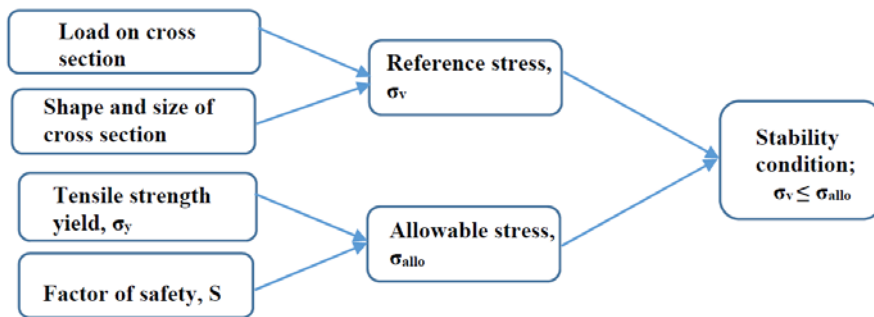 Load on cross
section
Shape and size of
cross section
Tensile strength
yield, σy
Factor of safety, S
Reference stress,
σv
Allowable stress,
σallo
Stability
condition;
σv ≤ σallo